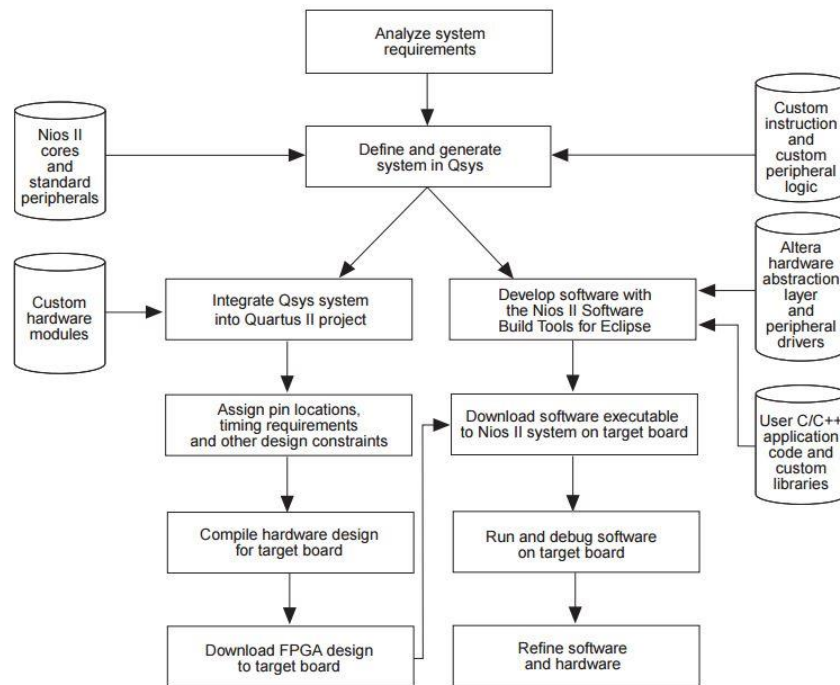 Analyze system
requirements
Nios II
cores
and
standard
peripherals
Define and generate
system in Qsys
Custom
instruction
and
custom
peripheral
logic
Custom
hardware
modules
Integrate Qsys system
into Quartus II project
Develop software with
the Nios II Software
Build Tools for Eclipse
Altera
hardware
abstraction
layer
and
peripheral
drivers
Assign pin locations,
timing requirements
and other design constraints
Download software executable
to Nios II system on target board
User C/C++
application
code and
custom
libraries
Compile hardware design
for target board
Run and debug software
on target board
Download FPGA design
to target board
Refine software
and hardware